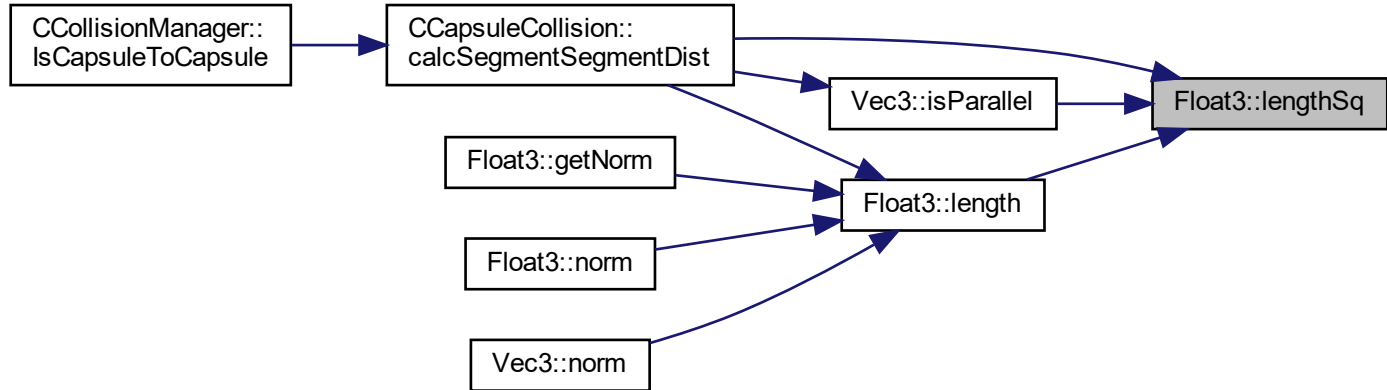 CCollisionManager::
IsCapsuleToCapsule
CCapsuleCollision::
calcSegmentSegmentDist
Vec3::isParallel
Float3::lengthSq
Float3::getNorm
Float3::length
Float3::norm
Vec3::norm